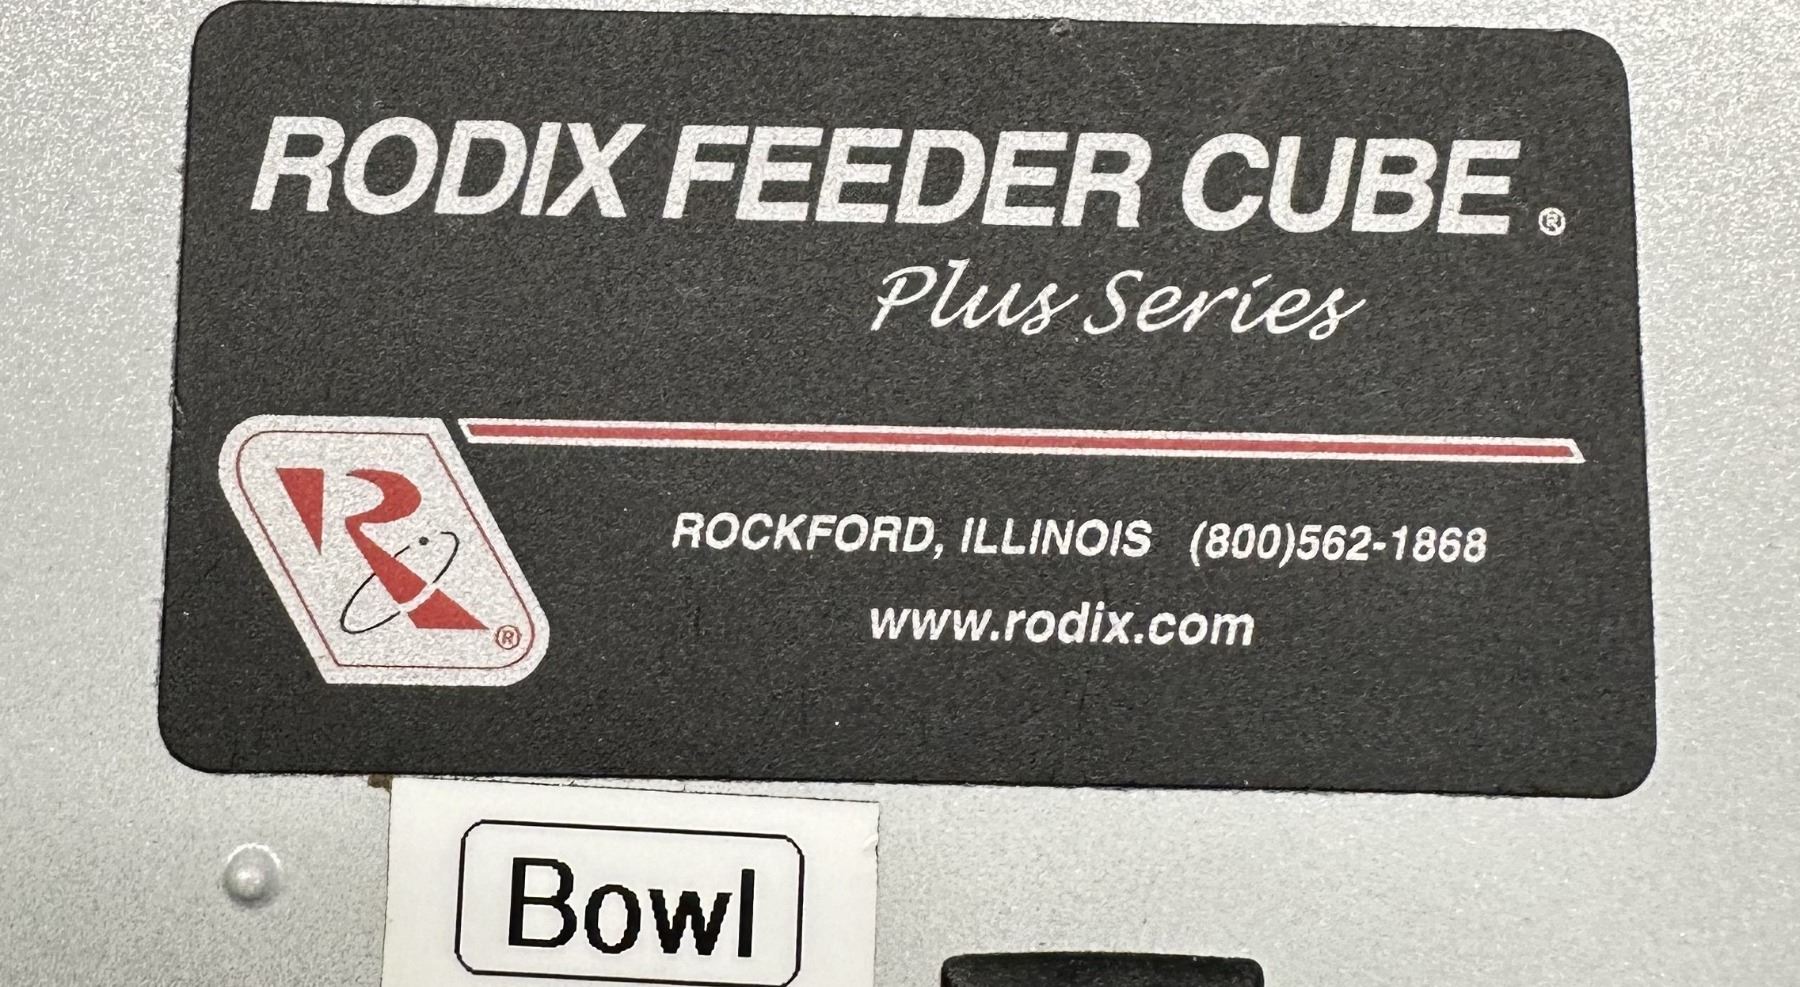 RODIX FEEDER CUBE ®
Plus Series
R ®
ROCKFORD, ILLINOIS (800)562-1868
www.rodix.com
Bowl